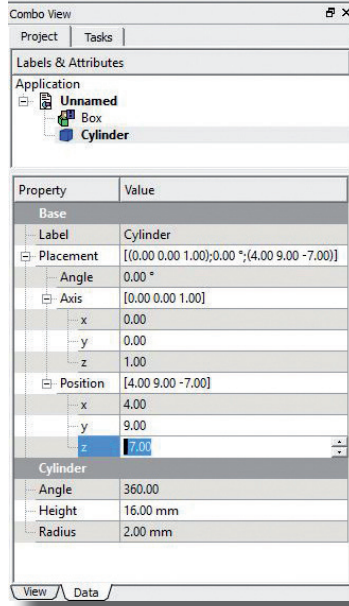 Combo View
Project Tasks
Labels & Attributes
Application
Unnamed
Box
Cylinder
Property Value
Base
Label Cylinder
Placement [(0.00 0.00 1.00);0.00 °;(4.00 9.00 -7.00)]
Angle 0.00 °
Axis [0.00 0.00 1.00]
x 0.00
y 0.00
z 1.00
Position [4.00 9.00 -7.00]
x 4.00
y 9.00
z 7.00
Cylinder
Angle 360.00
Height 16.00 mm
Radius 2.00 mm
View Data